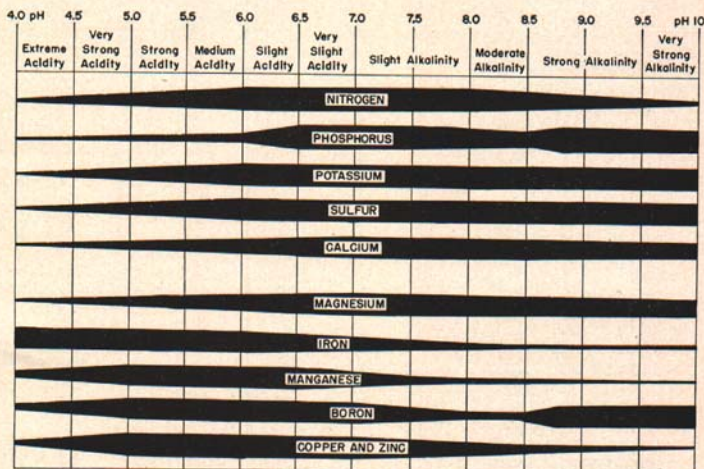 4.0 pH 4.5 5.0 5.5 6.0 6.5 7.0 7.5 8.0 8.5 9.0 9.5 pH 10
Extreme Acidity
Very Strong Acidity
Strong Acidity
Medium Acidity
Slight Acidity
Very Slight Acidity
Slight Alkalinity
Moderate Alkalinity
Strong Alkalinity
Very Strong Alkalinity
NITROGEN
PHOSPHORUS
POTASSIUM
SULFUR
CALCIUM
MAGNESIUM
IRON
MANGANESE
BORON
COPPER AND ZINC